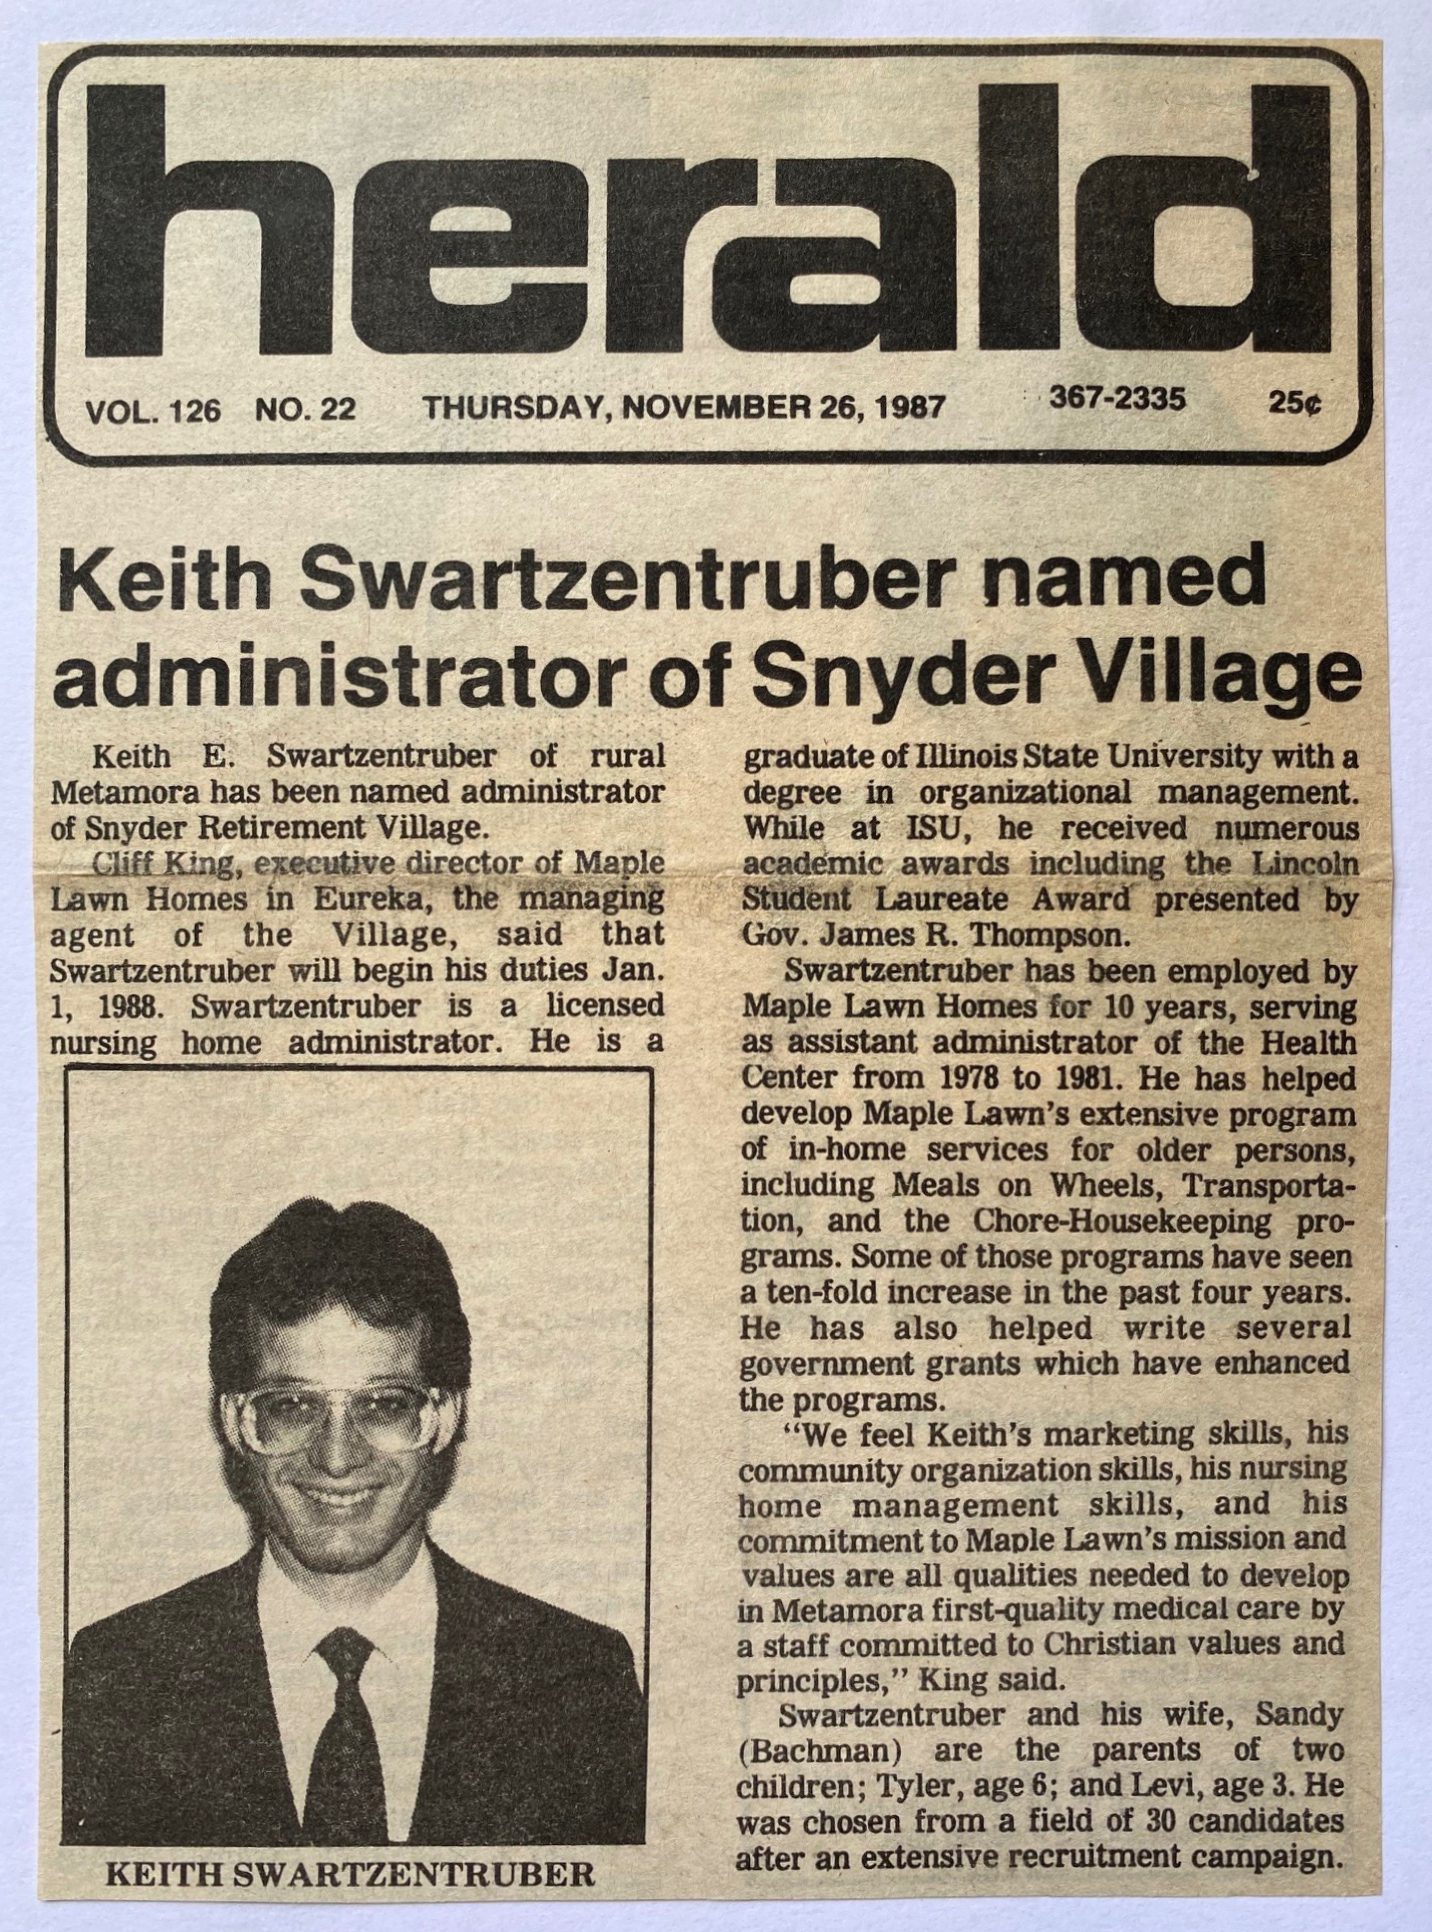 herald
VOL. 126 NO. 22 THURSDAY, NOVEMBER 26, 1987 367-2335 25¢
Keith Swartzentruber named
administrator of Snyder Village
Keith E. Swartzentruber of rural
Metamora has been named administrator
of Snyder Retirement Village.
Cliff King, executive director of Maple
Lawn Homes in Eureka, the managing
agent of the Village, said that
Swartzentruber will begin his duties Jan.
1, 1988. Swartzentruber is a licensed
nursing home administrator. He is a
KEITH SWARTZENTRUBER
graduate of Illinois State University with a
degree in organizational management.
While at ISU, he received numerous
academic awards including the Lincoln
Student Laureate Award presented by
Gov. James R. Thompson.
Swartzentruber has been employed by
Maple Lawn Homes for 10 years, serving
as assistant administrator of the Health
Center from 1978 to 1981. He has helped
develop Maple Lawn's extensive program
of in-home services for older persons,
including Meals on Wheels, Transporta-
tion, and the Chore-Housekeeping pro-
grams. Some of those programs have seen
a ten-fold increase in the past four years.
He has also helped write several
government grants which have enhanced
the programs.
"We feel Keith's marketing skills, his
community organization skills, his nursing
home management skills, and his
commitment to Maple Lawn's mission and
values are all qualities needed to develop
in Metamora first-quality medical care by
a staff committed to Christian values and
principles," King said.
Swartzentruber and his wife, Sandy
(Bachman) are the parents of two
children; Tyler, age 6; and Levi, age 3. He
was chosen from a field of 30 candidates
after an extensive recruitment campaign.